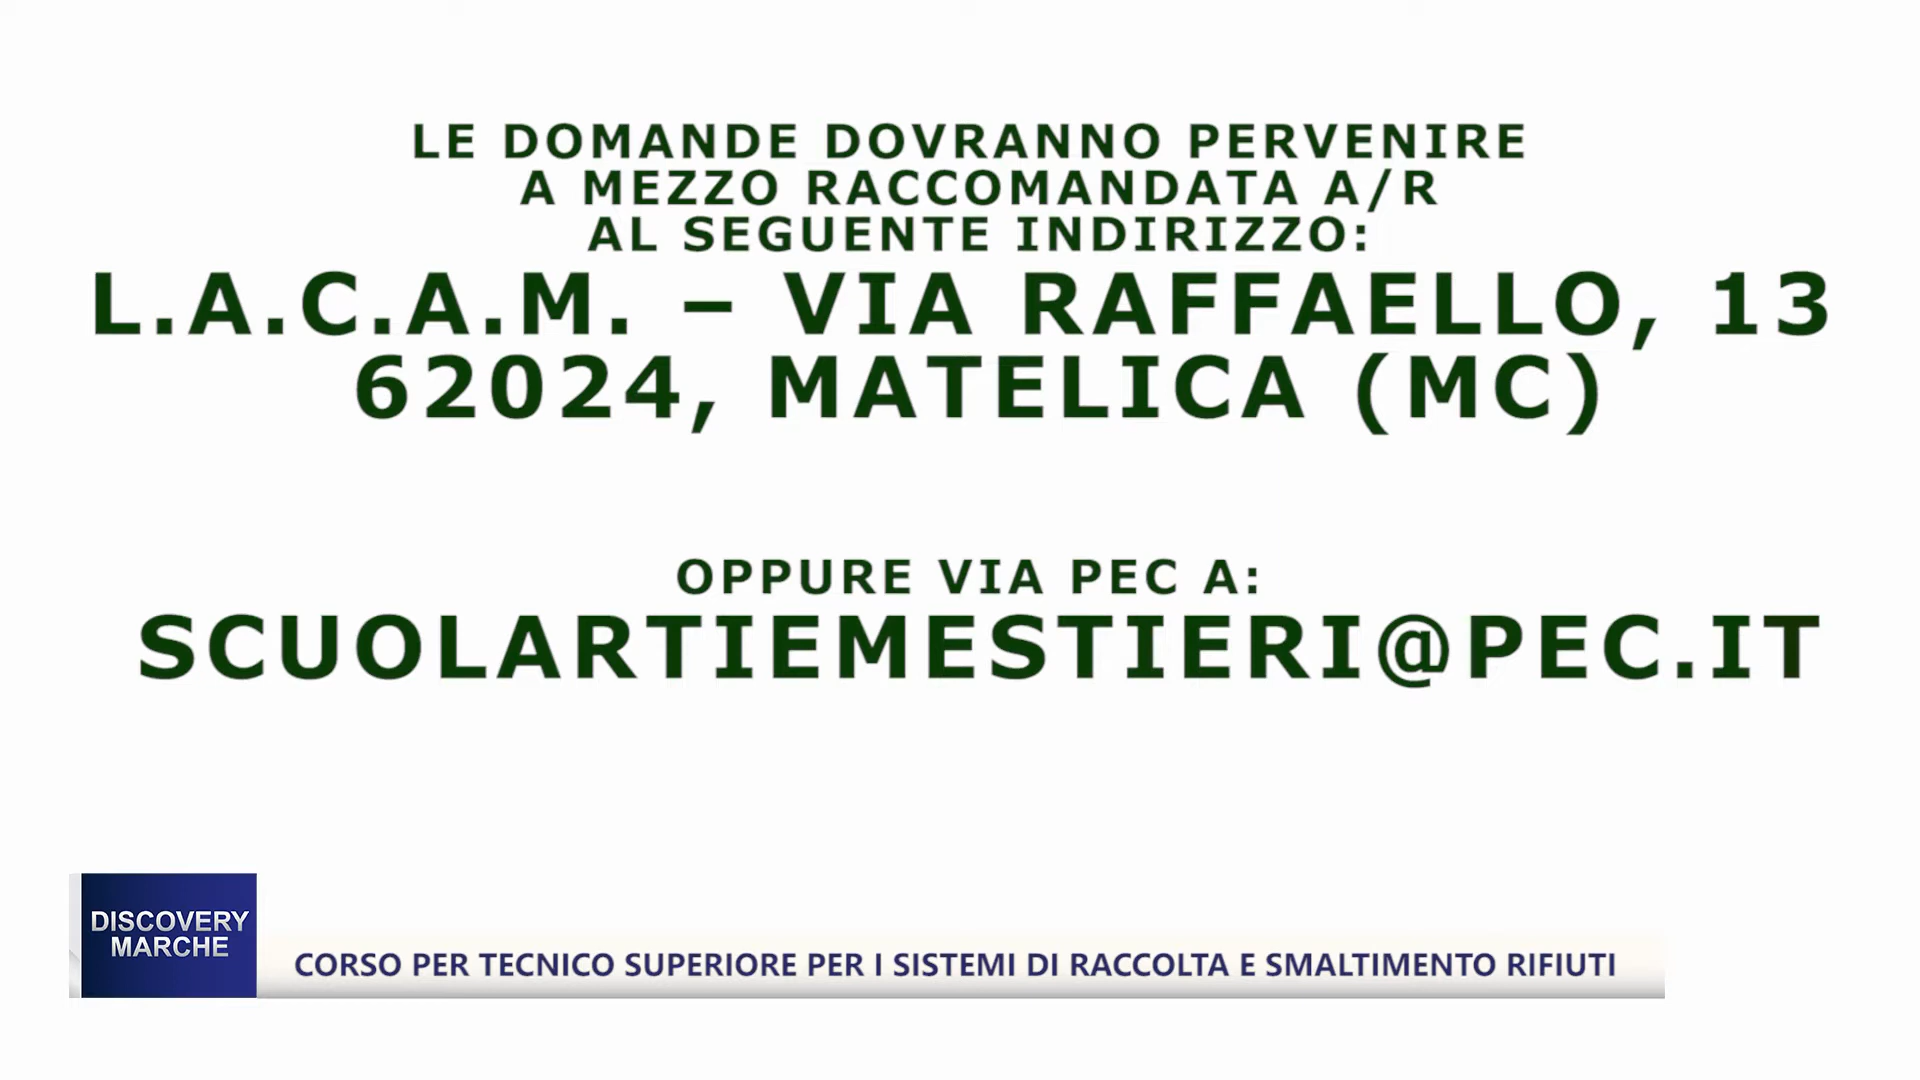 LE DOMANDE DOVRANNO PERVENIRE
A MEZZO RACCOMANDATA A/R
AL SEGUENTE INDIRIZZO:
L.A.C.A.M. – VIA RAFFAELLO, 13
62024, MATELICA (MC)
OPPURE VIA PEC A:
SCUOLARTIEMESTIERI@PEC.IT
DISCOVERY
MARCHE
CORSO PER TECNICO SUPERIORE PER I SISTEMI DI RACCOLTA E SMALTIMENTO RIFIUTI